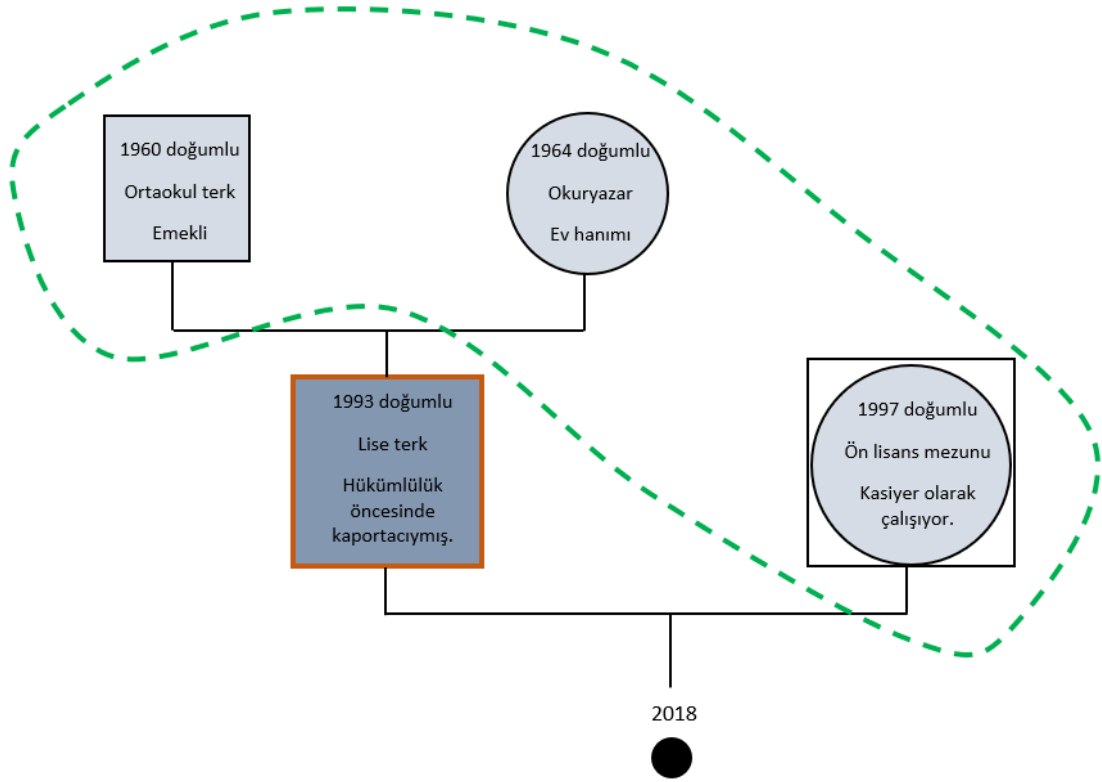 1960 doğumlu
Ortaokul terk
Emekli
1964 doğumlu
Okuryazar
Ev hanımı
1993 doğumlu
Lise terk
Hükümlülük
öncesinde
kaportacıymış.
1997 doğumlu
Ön lisans mezunu
Kasiyer olarak
çalışıyor.
2018